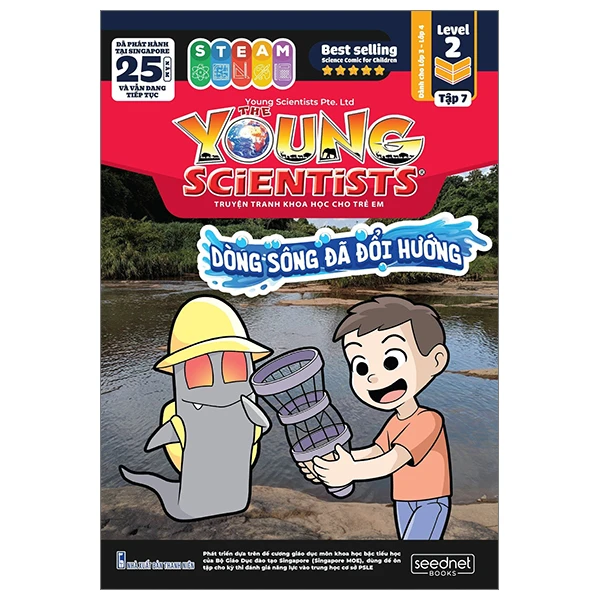 ĐÃ PHÁT HÀNH
TẠI SINGAPORE
25 NĂM
VÀ VẪN ĐANG
TIẾP TỤC
STEAM
Best selling
Science Comic for Children
Dành cho Lớp 3 - Lớp 4
Level
2
Tập 7
Young Scientists Pte. Ltd
THE
YOUNG
SCiENTiSTS®
TRUYỆN TRANH KHOA HỌC CHO TRẺ EM
DÒNG SÔNG ĐÃ ĐỔI HƯỚNG
NHÀ XUẤT BẢN THANH NIÊN
Phát triển dựa trên đề cương giáo dục môn khoa học bậc tiểu học
của Bộ Giáo Dục đào tạo Singapore (Singapore MOE), dùng để ôn
tập cho kỳ thi đánh giá năng lực vào trung học cơ sở PSLE
seednet
BOOKS